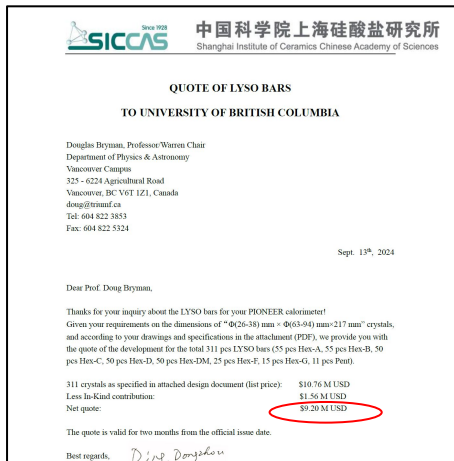 Since 1928
SICCAS
中国科学院上海硅酸盐研究所
Shanghai Institute of Ceramics Chinese Academy of Sciences
QUOTE OF LYSO BARS
TO UNIVERSITY OF BRITISH COLUMBIA
Douglas Bryman, Professor/Warren Chair
Department of Physics & Astronomy
Vancouver Campus
325 - 6224 Agricultural Road
Vancouver, BC V6T 1Z1, Canada
doug@triumf.ca
Tel: 604 822 3853
Fax: 604 822 5324
Sept. 13th, 2024
Dear Prof. Doug Bryman,
Thanks for your inquiry about the LYSO bars for your PIONEER calorimeter!
Given your requirements on the dimensions of “Φ(26-38) mm × Φ(63-94) mm×217 mm” crystals,
and according to your drawings and specifications in the attachment (PDF), we provide you with
the quote of the development for the total 311 pcs LYSO bars (55 pcs Hex-A, 55 pcs Hex-B, 50
pcs Hex-C, 50 pcs Hex-D, 50 pcs Hex-DM, 25 pcs Hex-F, 15 pcs Hex-G, 11 pcs Pent).
311 crystals as specified in attached design document (list price): $10.76 M USD
Less In-Kind contribution: $1.56 M USD
Net quote: $9.20 M USD
The quote is valid for two months from the official issue date.
Best regards,